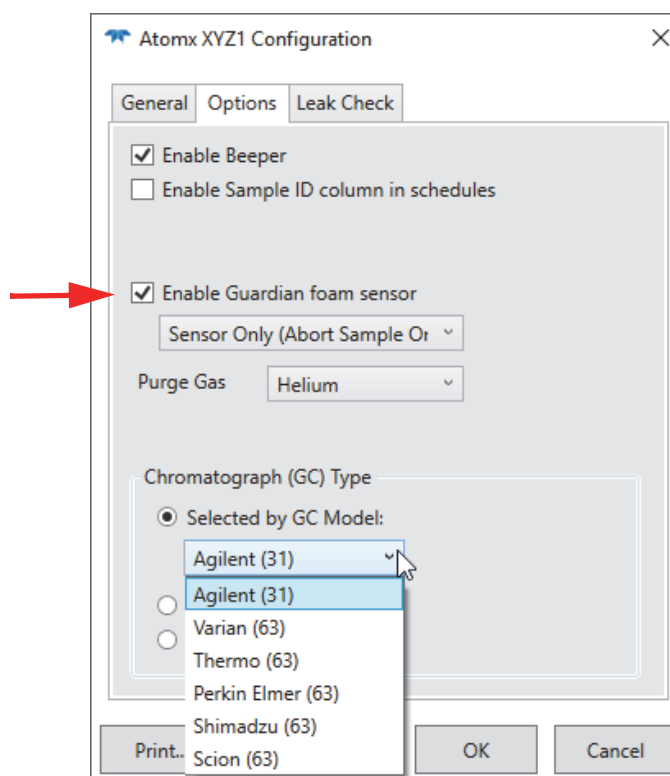 Atomx XYZ1 Configuration
General Options Leak Check
Enable Beeper
Enable Sample ID column in schedules
Enable Guardian foam sensor
Sensor Only (Abort Sample
Purge Gas Helium
Chromatograph (GC) Type
Selected by GC Model:
Agilent (31)
Agilent (31)
Varian (63)
Thermo (63)
Perkin Elmer (63)
Shimadzu (63)
Scion (63)
Print.. OK Cancel